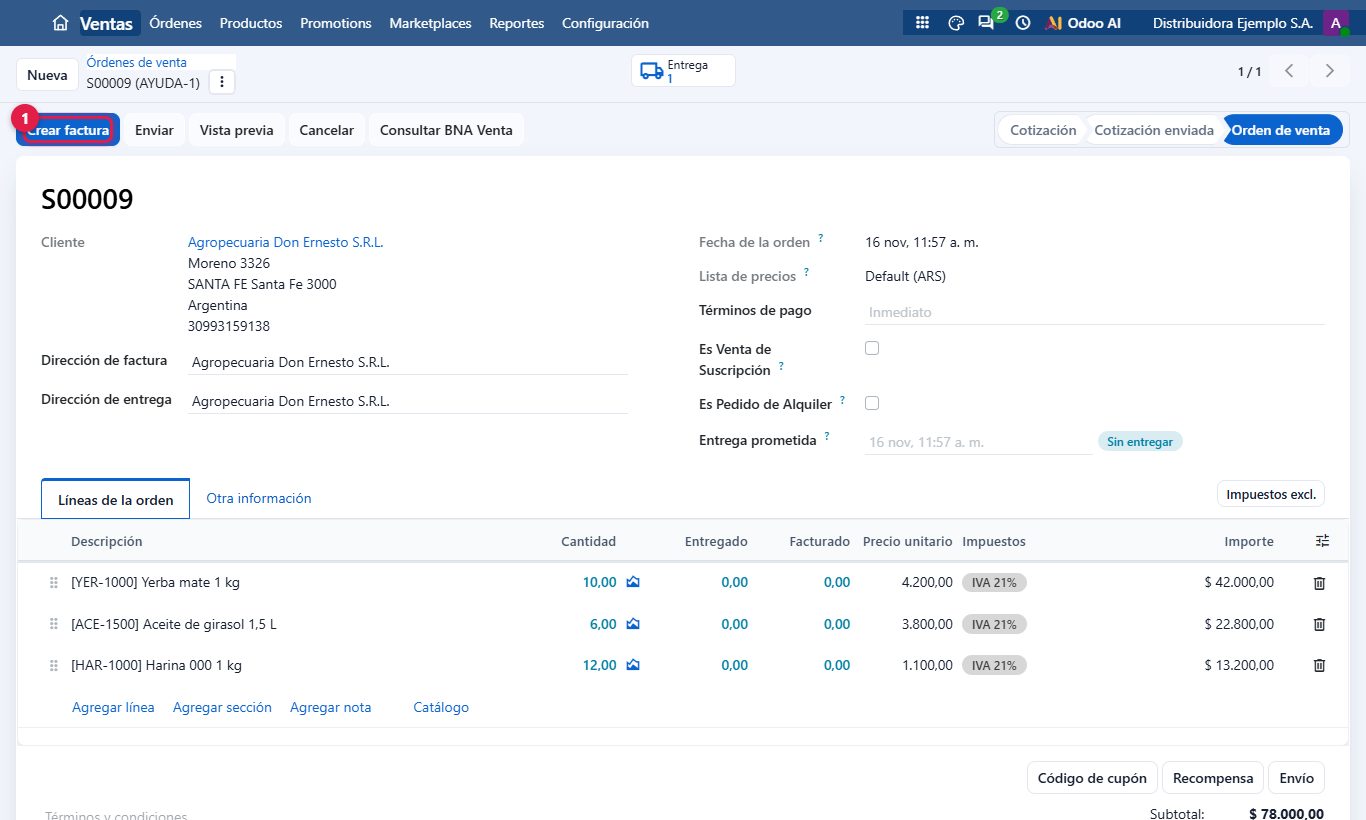 Ventas Órdenes Productos Promotions Marketplaces Reportes Configuración 2 Odoo AI Distribuidora Ejemplo S.A. A
Nueva
Órdenes de venta
S00009 (AYUDA-1)
Entrega
1
1 / 1
1
Crear factura Enviar Vista previa Cancelar Consultar BNA Venta Cotización Cotización enviada Orden de venta
S00009
Cliente
Agropecuaria Don Ernesto S.R.L.
Moreno 3326
SANTA FE Santa Fe 3000
Argentina
30993159138
Dirección de factura Agropecuaria Don Ernesto S.R.L.
Dirección de entrega Agropecuaria Don Ernesto S.R.L.
Fecha de la orden ? 16 nov, 11:57 a. m.
Lista de precios ? Default (ARS)
Términos de pago Inmediato
Es Venta de
Suscripción ?
Es Pedido de Alquiler ?
Entrega prometida ? 16 nov, 11:57 a. m. Sin entregar
Líneas de la orden Otra información Impuestos excl.
Descripción Cantidad Entregado Facturado Precio unitario Impuestos Importe
[YER-1000] Yerba mate 1 kg 10,00 0,00 0,00 4.200,00 IVA 21% $ 42.000,00
[ACE-1500] Aceite de girasol 1,5 L 6,00 0,00 0,00 3.800,00 IVA 21% $ 22.800,00
[HAR-1000] Harina 000 1 kg 12,00 0,00 0,00 1.100,00 IVA 21% $ 13.200,00
Agregar línea Agregar sección Agregar nota Catálogo
Código de cupón Recompensa Envío
Términos y condiciones
Subtotal: $ 78.000,00